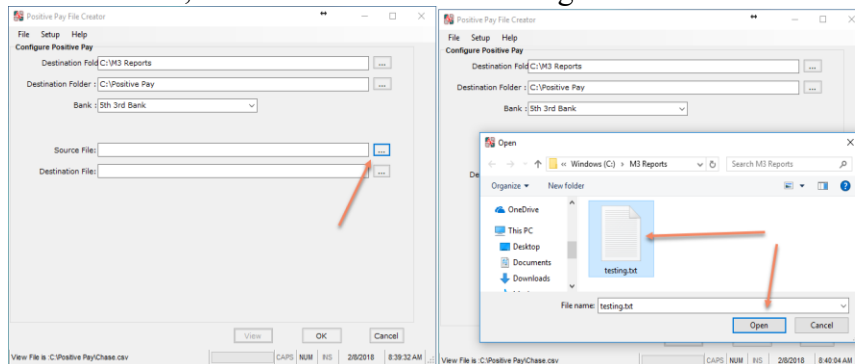 Positive Pay File Creator
File Setup Help
Configure Positive Pay
Destination Fold C:\M3 Reports
...
Destination Folder : C:\Positive Pay
...
Bank : 5th 3rd Bank
Source File:
...
Destination File:
...
View OK Cancel
View File is :C:\Positive Pay\Chase.csv CAPS NUM INS 2/8/2018 8:39:32 AM
Positive Pay File Creator
File Setup Help
Configure Positive Pay
Destination Fold C:\M3 Reports
...
Destination Folder : C:\Positive Pay
...
Bank : 5th 3rd Bank
De
Open
« Windows (C:) › M3 Reports
Search M3 Reports
Organize New folder
OneDrive
This PC
Desktop
Documents
Downloads
testing.txt
File name: testing.txt
Open Cancel
View File is :C:\Positive Pay\Chase.csv CAPS NUM INS 2/8/2018 8:40:04 AM